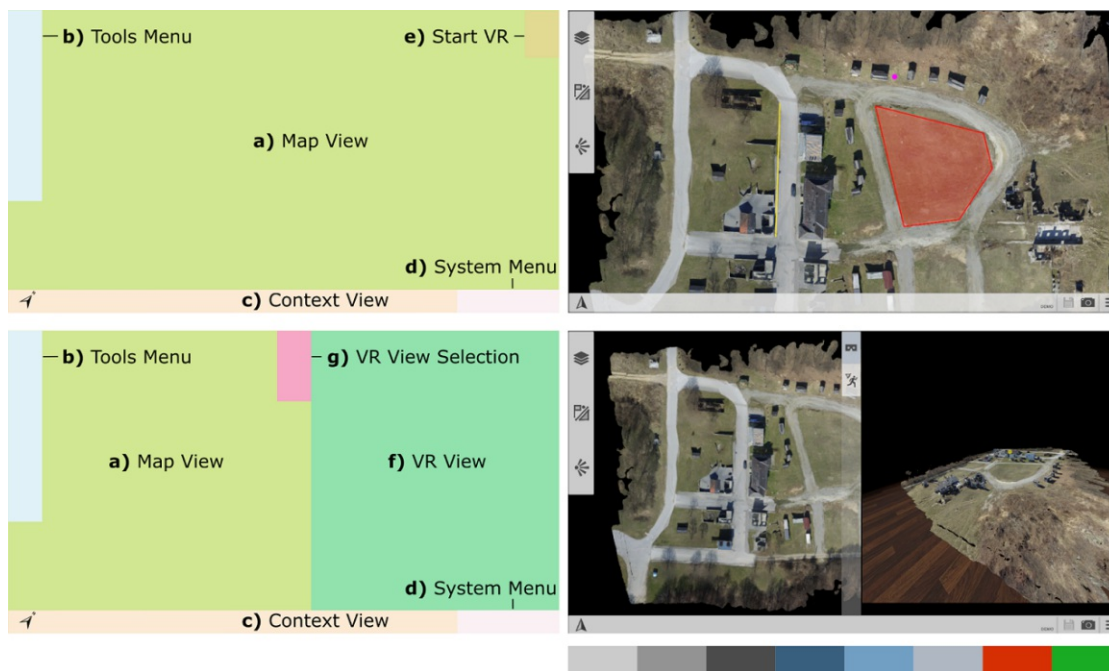 b) Tools Menu
e) Start VR
a) Map View
d) System Menu
c) Context View
b) Tools Menu
g) VR View Selection
a) Map View
f) VR View
d) System Menu
c) Context View